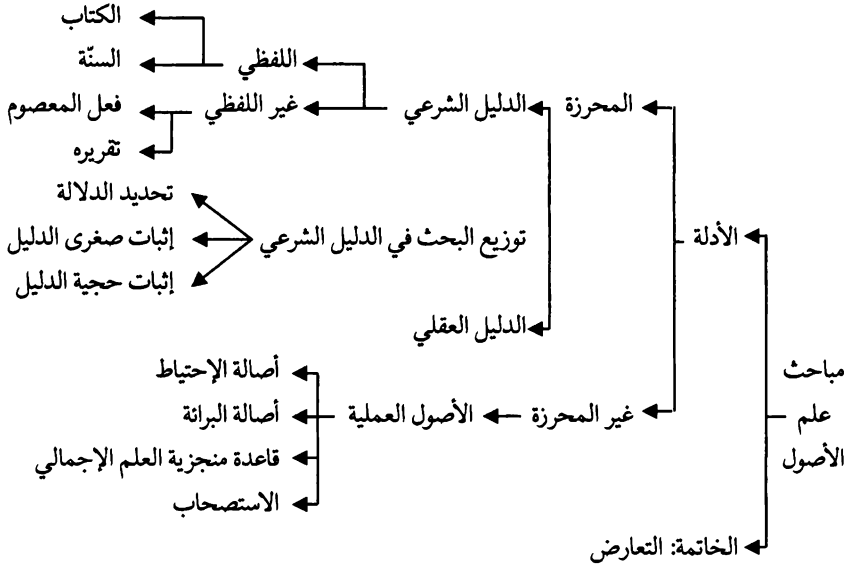 مباحث
علم
الأصول
الأدلة
المحرزة
الدليل الشرعي
اللفظي
الكتاب
السنّة
غير اللفظي
فعل المعصوم
تقريره
توزيع البحث في الدليل الشرعي
تحديد الدلالة
إثبات صغرى الدليل
إثبات حجية الدليل
الدليل العقلي
غير المحرزة
الأصول العملية
أصالة الإحتياط
أصالة البرائة
قاعدة منجزية العلم الإجمالي
الاستصحاب
الخاتمة: التعارض